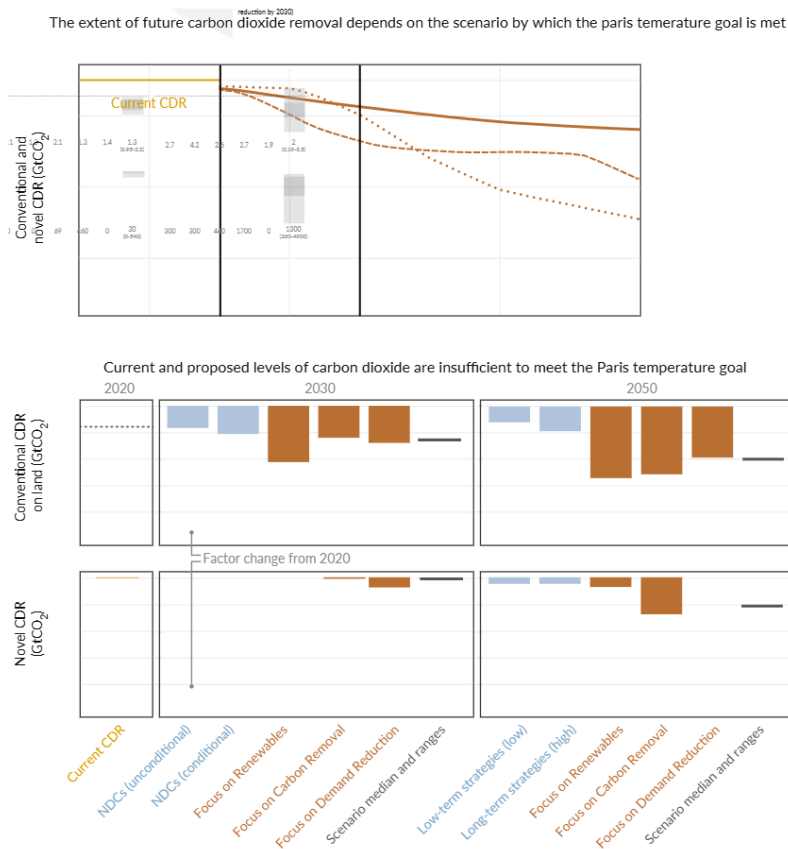 reduction by 2030)
The extent of future carbon dioxide removal depends on the scenario by which the paris temerature goal is met
Current CDR
Conventional and
novel CDR (GtCO2)
2.1 1.3 1.4 1.3 2.7 4.2 2.5 2.7 1.9 2
69 0 30 300 300 440 1700 0 1300
Current and proposed levels of carbon dioxide are insufficient to meet the Paris temperature goal
2020 2030 2050
Conventional CDR
on land (GtCO2)
Factor change from 2020
Novel CDR
(GtCO2)
Current CDR
NDCs (unconditional)
NDCs (conditional)
Focus on Renewables
Focus on Carbon Removal
Focus on Demand Reduction
Scenario median and ranges
Low-term strategies (low)
Long-term strategies (high)
Focus on Renewables
Focus on Carbon Removal
Focus on Demand Reduction
Scenario median and ranges